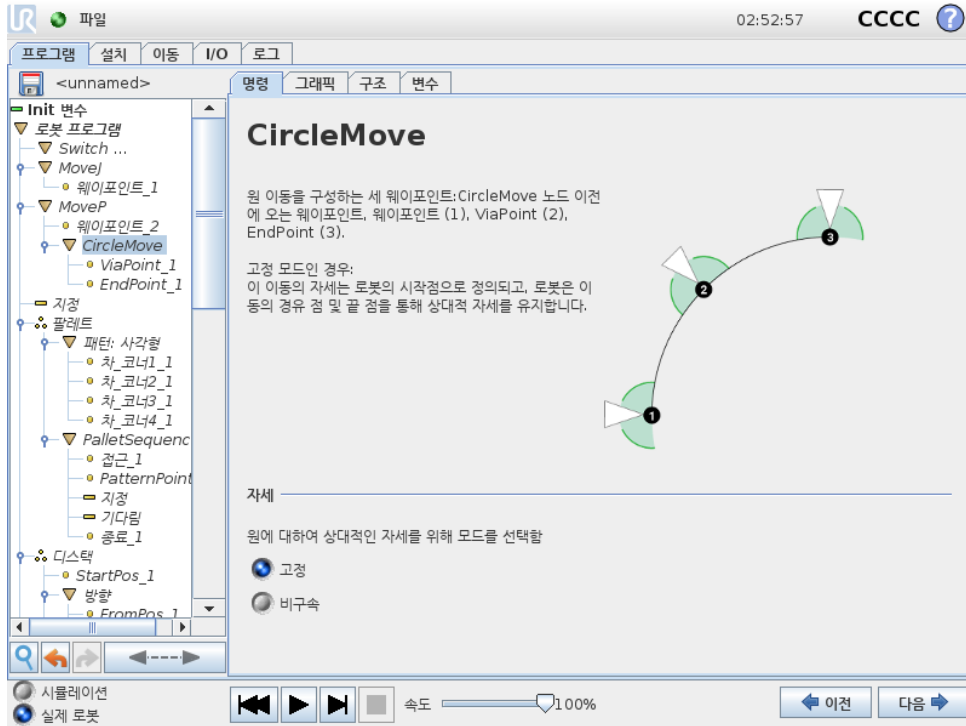 UR 파일 02:52:57 CCCC ?
프로그램 설치 이동 I/O 로그
<unnamed>
명령 그래픽 구조 변수
Init 변수
로봇 프로그램
Switch ...
MoveJ
웨이포인트_1
MoveP
웨이포인트_2
CircleMove
ViaPoint_1
EndPoint_1
지정
팔레트
패턴: 사각형
차_코너1_1
차_코너2_1
차_코너3_1
차_코너4_1
PalletSequenc
접근_1
PatternPoint
지정
기다림
종료_1
디스택
StartPos_1
방향
FromPos_1
CircleMove
원 이동을 구성하는 세 웨이포인트:CircleMove 노드 이전
에 오는 웨이포인트, 웨이포인트 (1), ViaPoint (2),
EndPoint (3).
고정 모드인 경우:
이 이동의 자세는 로봇의 시작점으로 정의되고, 로봇은 이
동의 경유 점 및 끝 점을 통해 상대적 자세를 유지합니다.
3
2
1
자세
원에 대하여 상대적인 자세를 위해 모드를 선택함
고정
비구속
시뮬레이션
실제 로봇
속도 100%
이전 다음